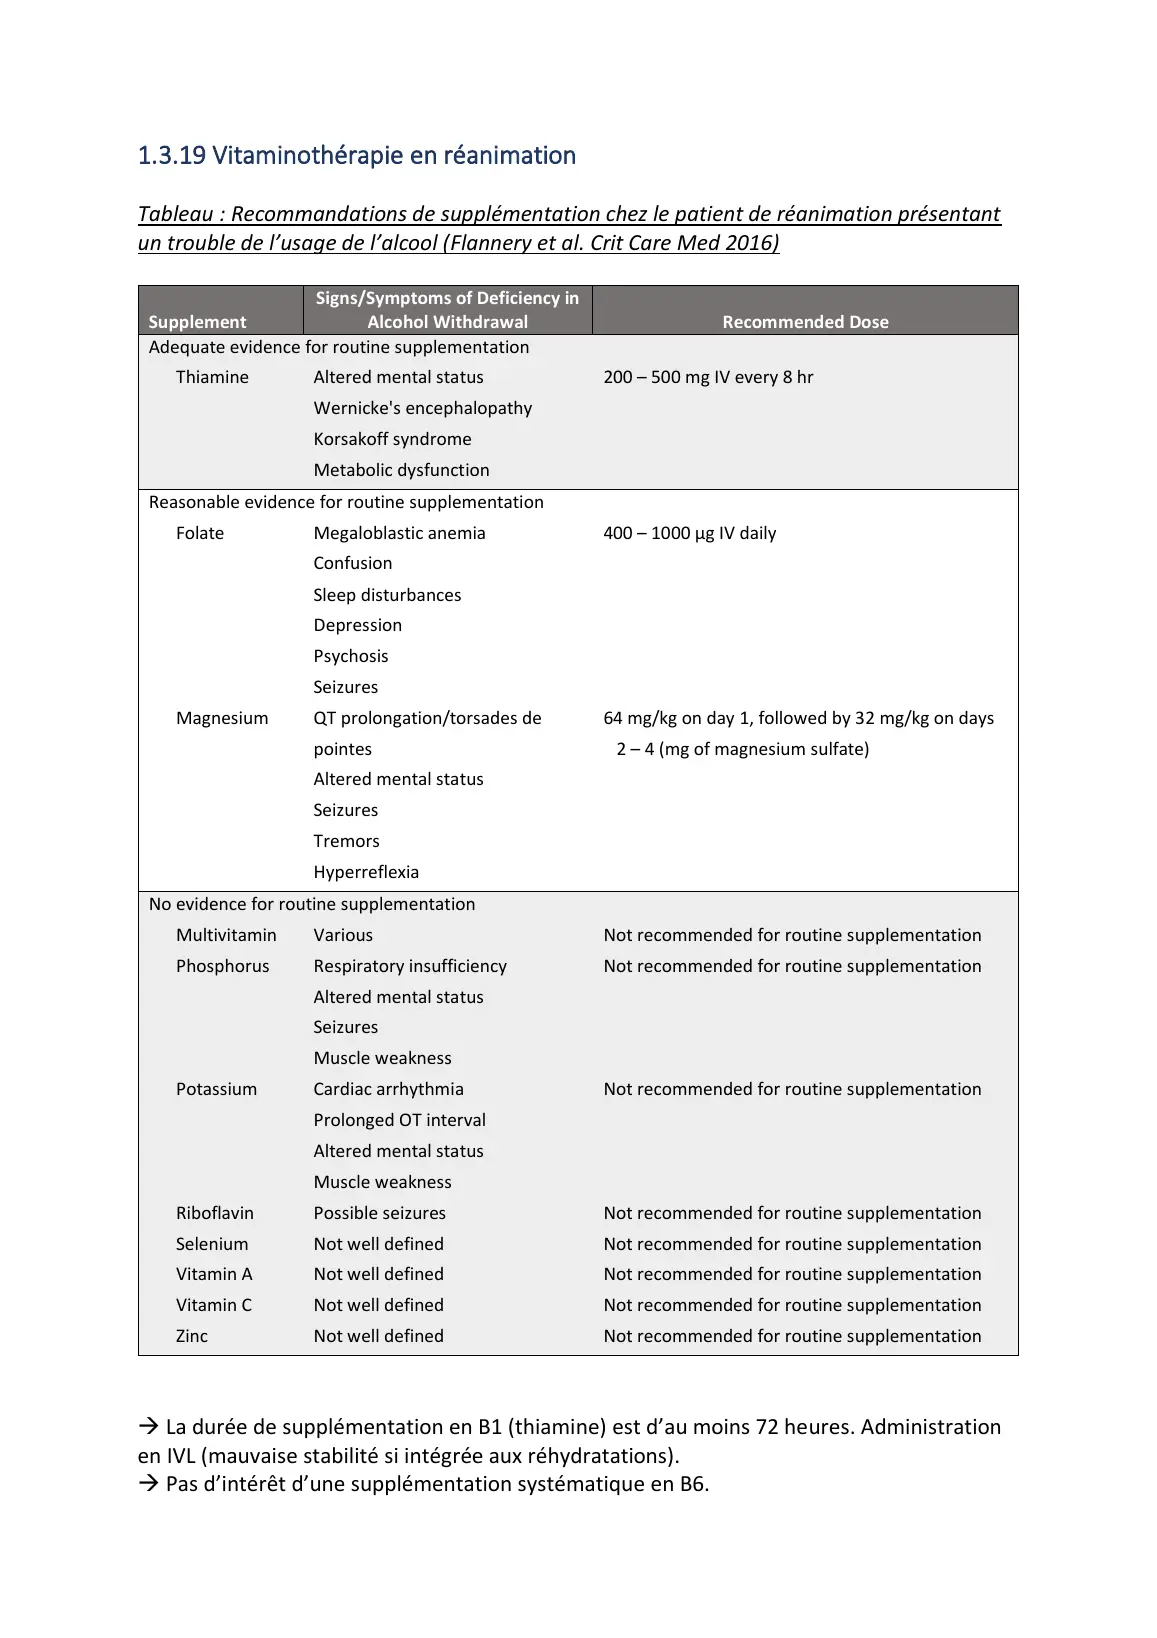 1.3.19 Vitaminothérapie en réanimation
Tableau : Recommandations de supplémentation chez le patient de réanimation présentant
un trouble de l'usage de l'alcool (Flannery et al. Crit Care Med 2016)
Signs/Symptoms of Deficiency in
Supplement Alcohol Withdrawal Recommended Dose
Adequate evidence for routine supplementation
Thiamine Altered mental status 200 – 500 mg IV every 8 hr
Wernicke's encephalopathy
Korsakoff syndrome
Metabolic dysfunction
Reasonable evidence for routine supplementation
Folate Megaloblastic anemia 400 – 1000 µg IV daily
Confusion
Sleep disturbances
Depression
Psychosis
Seizures
Magnesium QT prolongation/torsades de 64 mg/kg on day 1, followed by 32 mg/kg on days
pointes 2 – 4 (mg of magnesium sulfate)
Altered mental status
Seizures
Tremors
Hyperreflexia
No evidence for routine supplementation
Multivitamin Various Not recommended for routine supplementation
Phosphorus Respiratory insufficiency Not recommended for routine supplementation
Altered mental status
Seizures
Muscle weakness
Potassium Cardiac arrhythmia Not recommended for routine supplementation
Prolonged OT interval
Altered mental status
Muscle weakness
Riboflavin Possible seizures Not recommended for routine supplementation
Selenium Not well defined Not recommended for routine supplementation
Vitamin A Not well defined Not recommended for routine supplementation
Vitamin C Not well defined Not recommended for routine supplementation
Zinc Not well defined Not recommended for routine supplementation
→ La durée de supplémentation en B1 (thiamine) est d'au moins 72 heures. Administration
en IVL (mauvaise stabilité si intégrée aux réhydratations).
→ Pas d'intérêt d'une supplémentation systématique en B6.